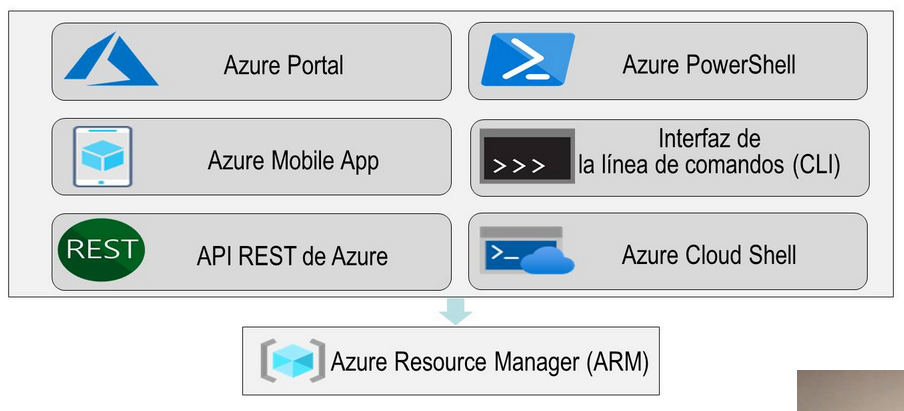 Azure Portal
Azure PowerShell
Azure Mobile App
>>>
Interfaz de
la línea de comandos (CLI)
REST
API REST de Azure
>_
Azure Cloud Shell
Azure Resource Manager (ARM)